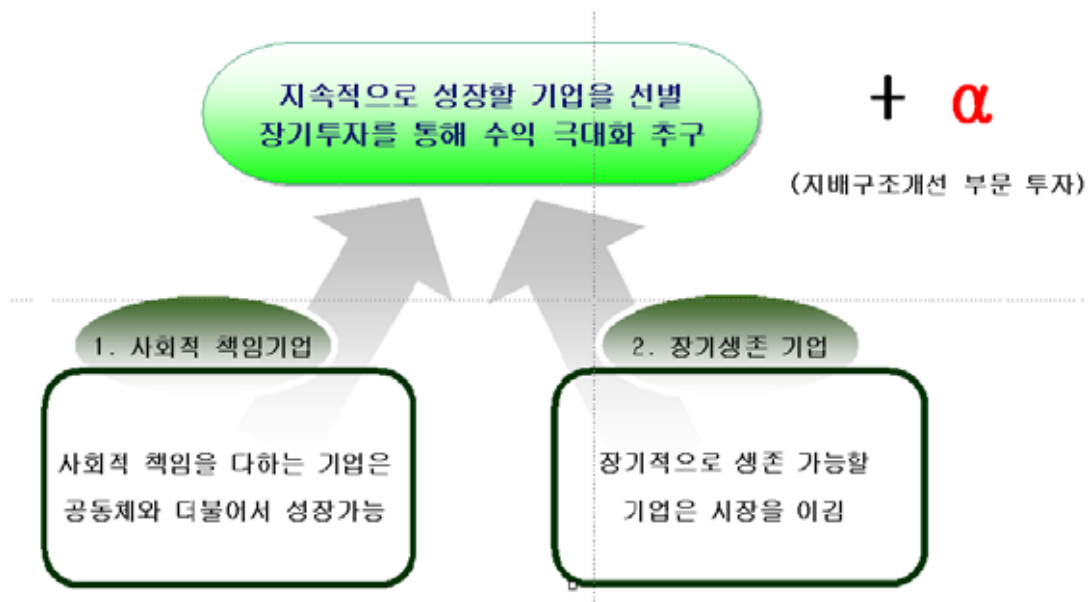 지속적으로 성장할 기업을 선별
장기투자를 통해 수익 극대화 추구
+ α
(지배구조개선 부문 투자)
1. 사회적 책임기업
사회적 책임을 다하는 기업은
공동체와 더불어서 성장가능
2. 장기생존 기업
장기적으로 생존 가능할
기업은 시장을 이김